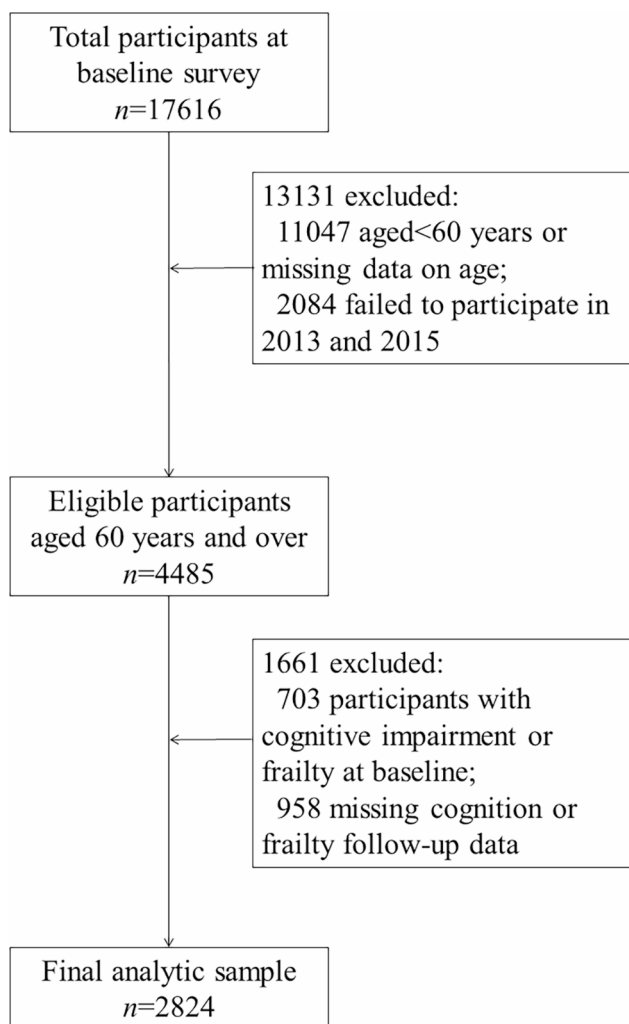 Total participants at
baseline survey
n=17616
13131 excluded:
11047 aged<60 years or
missing data on age;
2084 failed to participate in
2013 and 2015
Eligible participants
aged 60 years and over
n=4485
1661 excluded:
703 participants with
cognitive impairment or
frailty at baseline;
958 missing cognition or
frailty follow-up data
Final analytic sample
n=2824